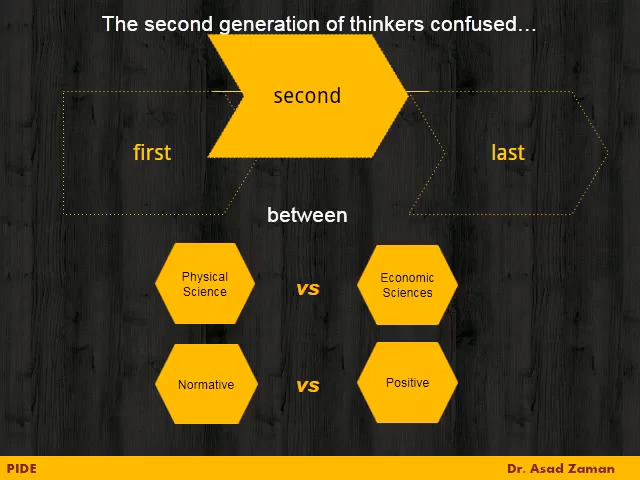 The second generation of thinkers confused…
second
first
last
between
Physical
Science
vs
Economic
Sciences
Normative
vs
Positive
PIDE
Dr. Asad Zaman